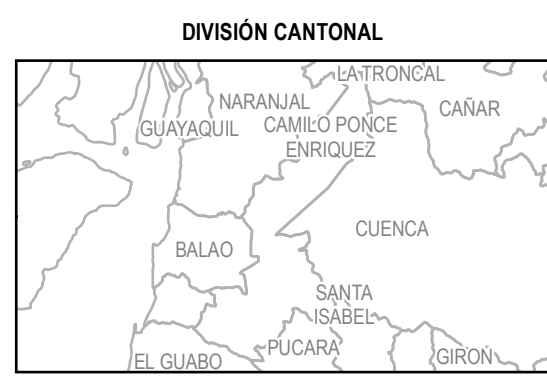 DIVISIÓN CANTONAL
LA TRONCAL
NARANJAL
CAÑAR
GUAYAQUIL
CAMILO PONCE
ENRIQUEZ
CUENCA
BALAO
SANTA
ISABEL
PUCARA
GIRON
EL GUABO